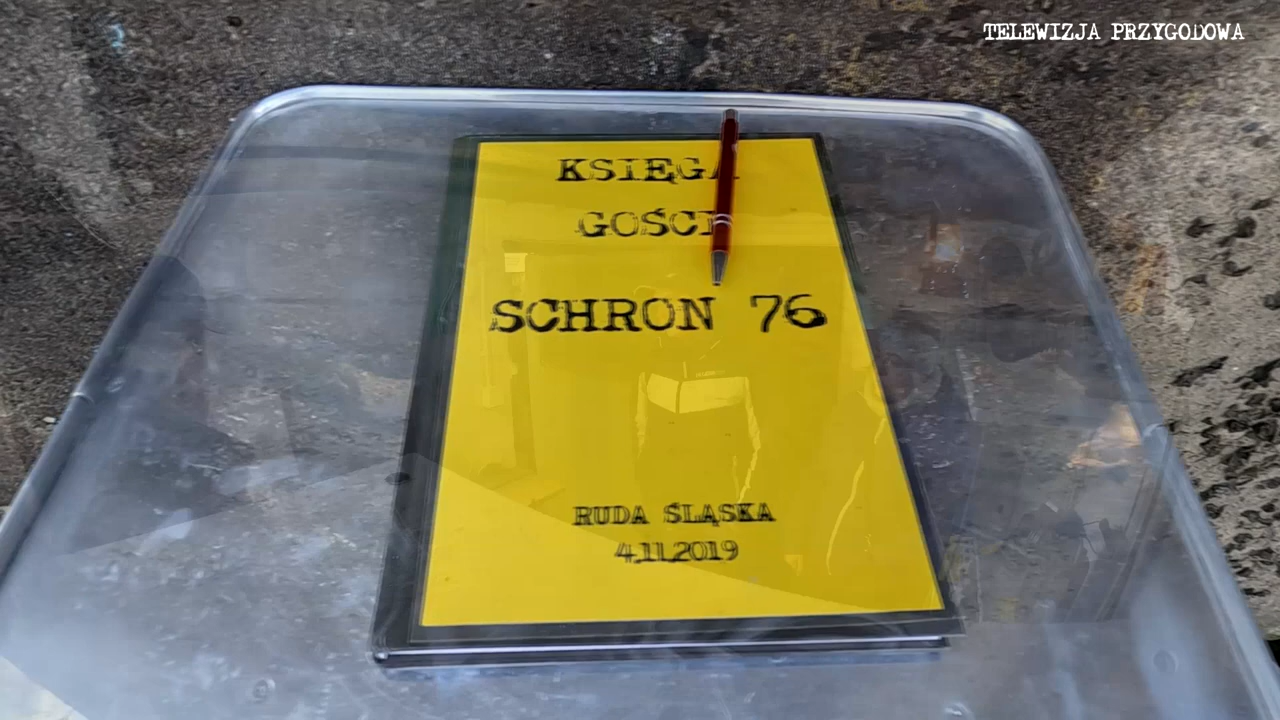 TELEWIZJA PRZYGODOWA
KSIĘGA
GOŚCI
SCHRON 76
RUDA ŚLĄSKA
4.11.2019